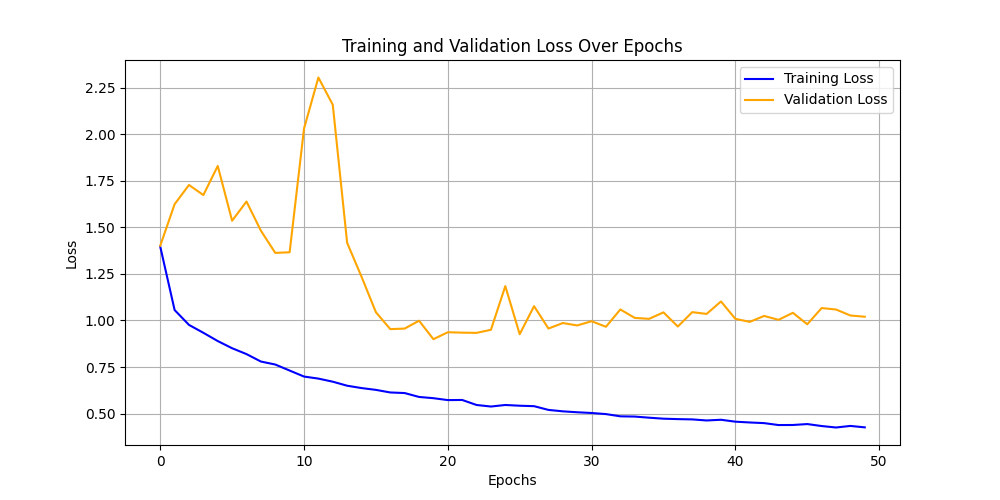 Training and Validation Loss Over Epochs
Training Loss
Validation Loss
2.25
2.00
1.75
1.50
1.25
1.00
0.75
0.50
Loss
0 10 20 30 40 50
Epochs